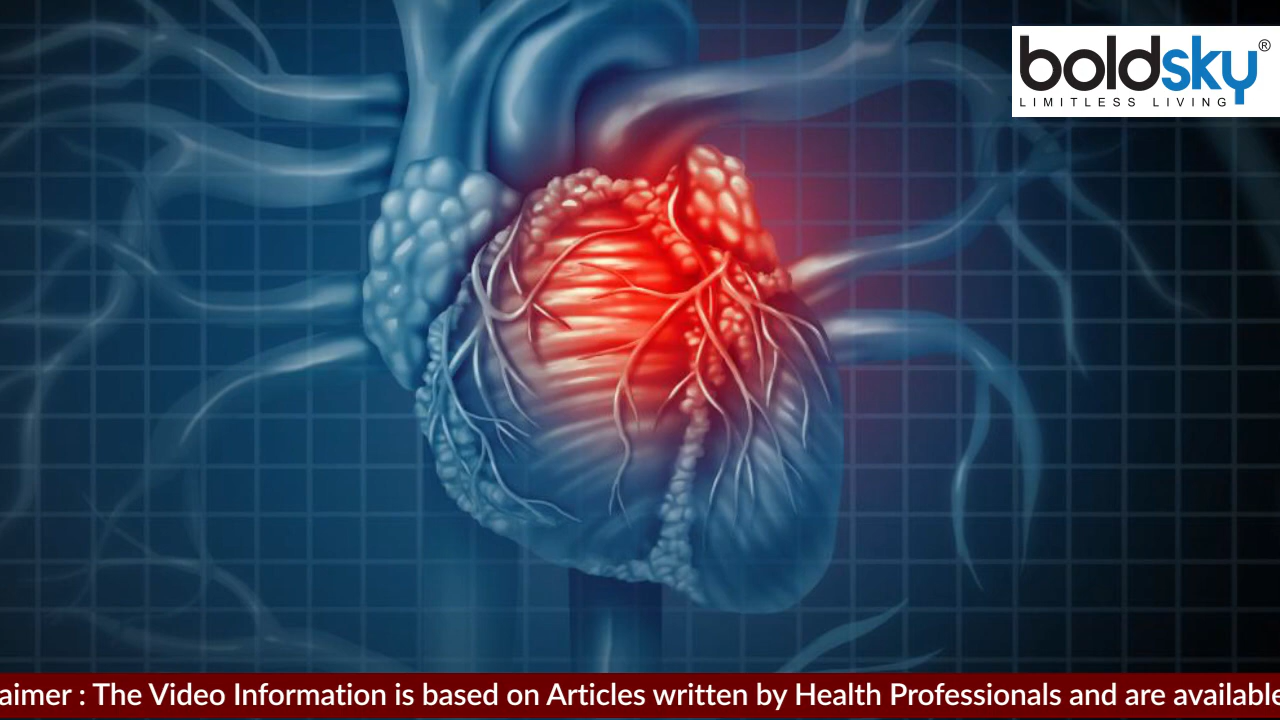 boldsky®
LIMITLESS LIVING
aimer : The Video Information is based on Articles written by Health Professionals and are available